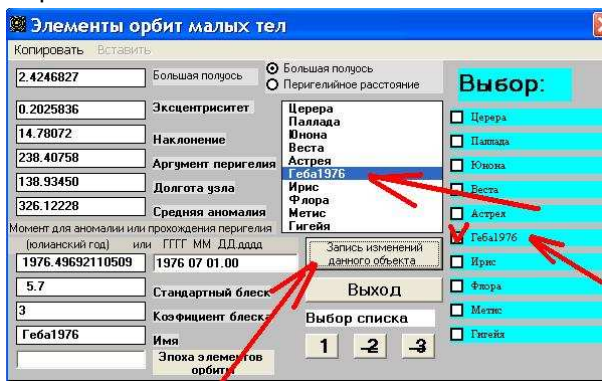 Элементы орбит малых тел
Копировать Вставить
2.4246827 Большая полуось
Большая полуось
Перигелийное расстояние
0.2025836 Эксцентриситет
14.78072 Наклонение
238.40758 Аргумент перигелия
138.93450 Долгота узла
326.12228 Средняя аномалия
Церера
Паллада
Юнона
Веста
Астрея
Геба1976
Ирис
Флора
Метис
Гигейя
Момент для аномалии или прохождения перигелия
(юлианский год) или ГГГГ ММ ДД.дддд
1976.49692110509 1976 07 01.00
5.7 Стандартный блеск
3 Коэфициент блеска
Геба1976 Имя
Эпоха элементов
орбиты
Запись изменений
данного объекта
Выход
Выбор списка
1 -2 -3
Выбор:
Церера
Паллада
Юнона
Веста
Астрея
Геба1976
Ирис
Флора
Метис
Гигейя